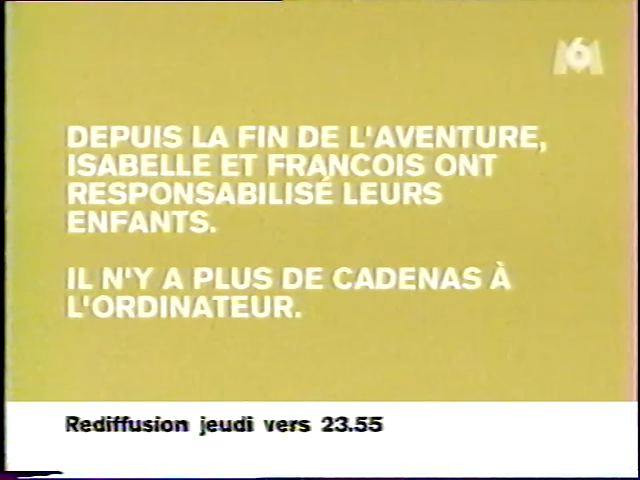 M6
DEPUIS LA FIN DE L'AVENTURE,
ISABELLE ET FRANCOIS ONT
RESPONSABILISÉ LEURS
ENFANTS.
IL N'Y A PLUS DE CADENAS À
L'ORDINATEUR.
Rediffusion jeudi vers 23.55